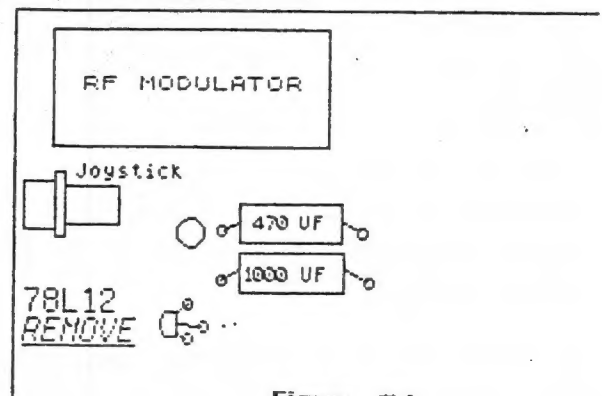 RF MODULATOR
Joystick
470 UF
1000 UF
78L12
REMOVE